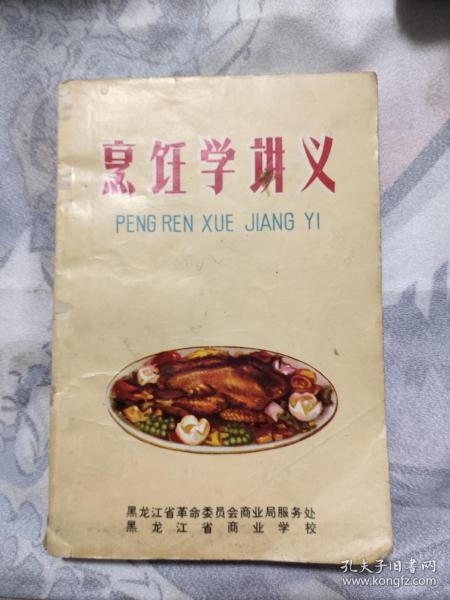 烹饪学讲义
PENG REN XUE JIANG YI
黑龙江省革命委员会商业局服务处
黑龙江省商业学校
孔夫子旧书网
www.kongfz.com